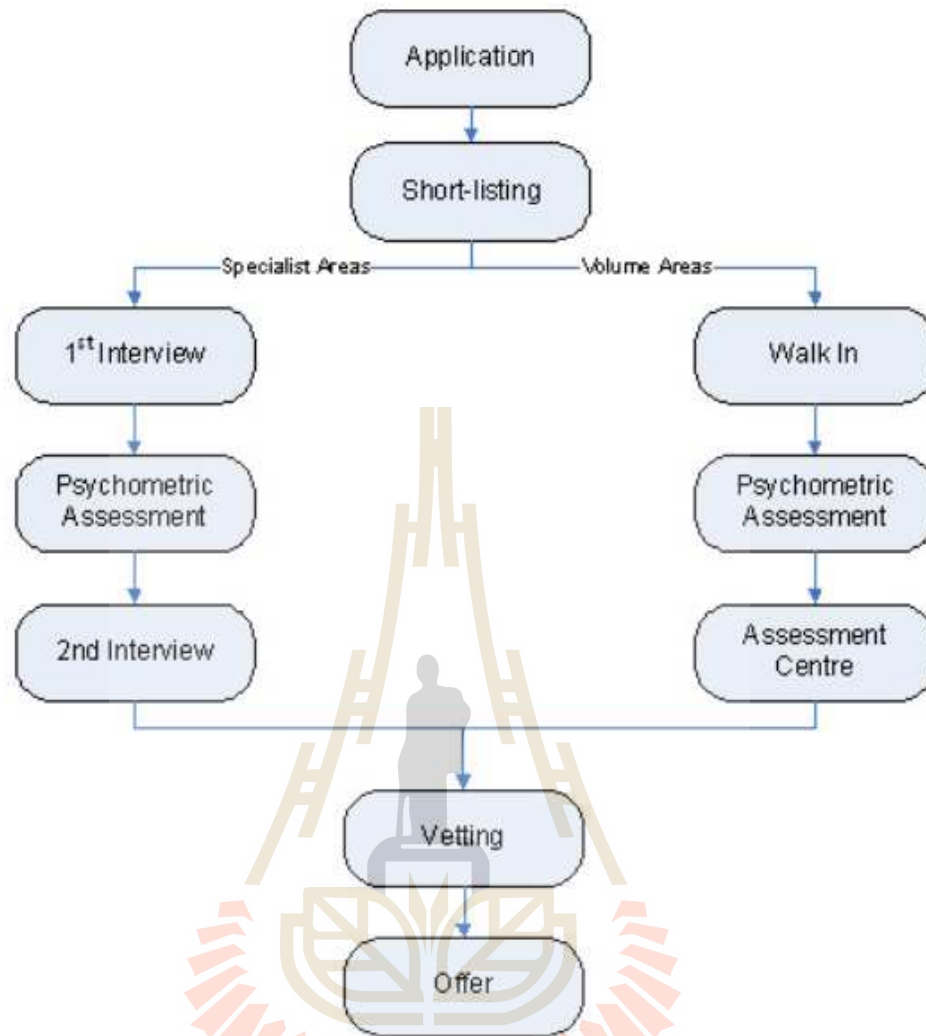 Application
Short-listing
Specialist Areas
Volume Areas
1st Interview
Walk In
Psychometric
Assessment
Psychometric
Assessment
2nd Interview
Assessment
Centre
Vetting
Offer